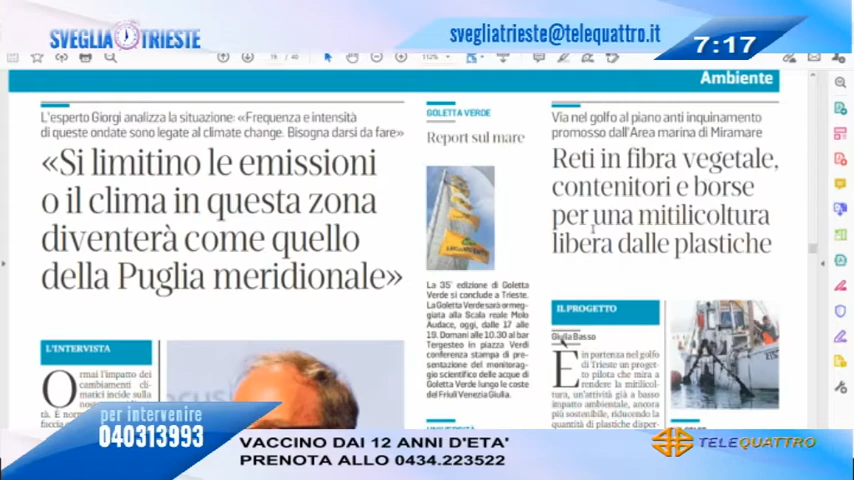 SVEGLIA TRIESTE
svegliatrieste@telequattro.it
7:17
Ambiente
L'esperto Giorgi analizza la situazione: «Frequenza e intensità
di queste ondate sono legate al climate change. Bisogna darsi da fare»
«Si limitino le emissioni
o il clima in questa zona
diventerà come quello
della Puglia meridionale»
L'INTERVISTA
Ormai l'impatto dei
cambiamenti cli-
matici incide sulla
GOLETTA VERDE
Report sul mare
La 35ª edizione di Goletta
Verde si conclude a Trieste.
La Goletta Verde sarà ormeg-
giata alla Scala reale Molo
Audace, oggi, dalle 17 alle
19. Domani alle 10.30 al bar
Tergesteo in piazza Verdi
conferenza stampa di pre-
sentazione del monitorag-
gio scientifico delle acque di
Goletta Verde lungo le coste
del Friuli Venezia Giulia.
Via nel golfo al piano anti inquinamento
promosso dall'Area marina di Miramare
Reti in fibra vegetale,
contenitori e borse
per una mitilicoltura
libera dalle plastiche
IL PROGETTO
Giulia Basso
È in partenza nel golfo
di Trieste un proget-
to pilota che mira a
rendere la mitilicol-
tura, un'attività già a basso
impatto ambientale, ancora
più sostenibile, riducendo la
quantità di plastiche disper-
per intervenire
040313993
VACCINO DAI 12 ANNI D'ETA'
PRENOTA ALLO 0434.223522
TELEQUATTRO